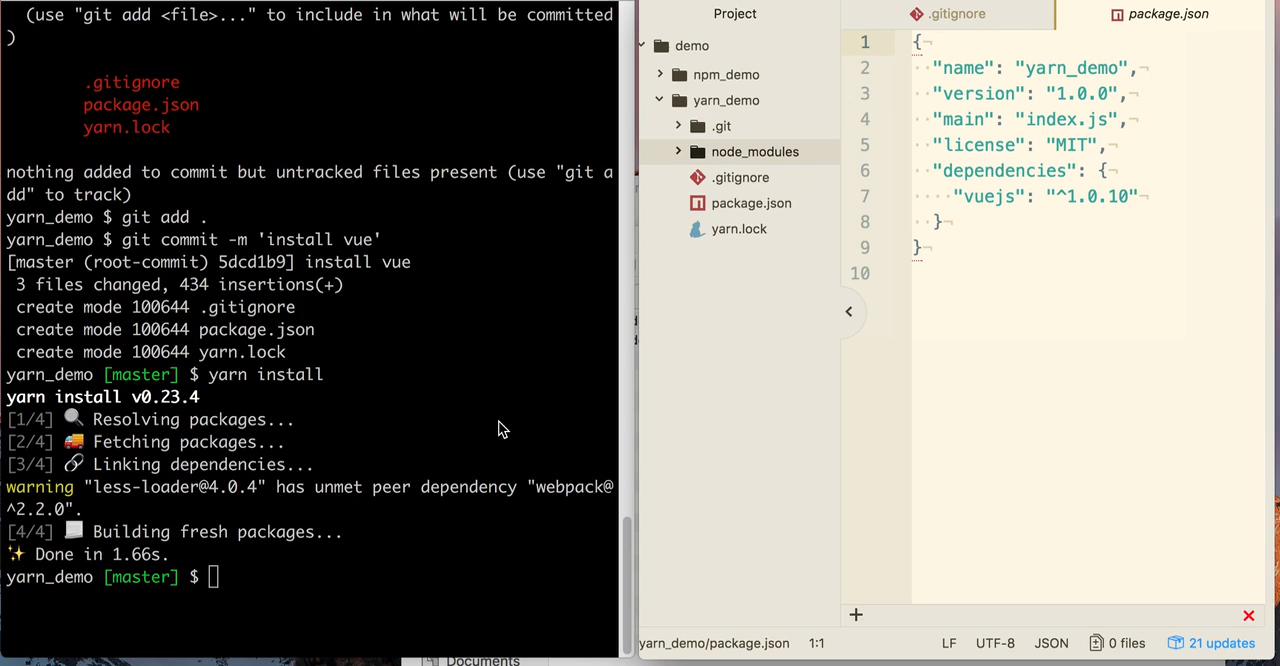 (use "git add <file>..." to include in what will be committed
)
.gitignore
package.json
yarn.lock
nothing added to commit but untracked files present (use "git a
dd" to track)
yarn_demo $ git add .
yarn_demo $ git commit -m 'install vue'
[master (root-commit) 5dcd1b9] install vue
3 files changed, 434 insertions(+)
create mode 100644 .gitignore
create mode 100644 package.json
create mode 100644 yarn.lock
yarn_demo [master] $ yarn install
yarn install v0.23.4
[1/4] 🔍 Resolving packages...
[2/4] 🚚 Fetching packages...
[3/4] 🔗 Linking dependencies...
warning "less-loader@4.0.4" has unmet peer dependency "webpack@
^2.2.0".
[4/4] 📃 Building fresh packages...
✨ Done in 1.66s.
yarn_demo [master] $
Documents
Project
demo
npm_demo
yarn_demo
.git
node_modules
.gitignore
package.json
yarn.lock
.gitignore
package.json
1 {¬
2 ··"name": "yarn_demo",¬
3 ··"version": "1.0.0",¬
4 ··"main": "index.js",¬
5 ··"license": "MIT",¬
6 ··"dependencies": {¬
7 ····"vuejs": "^1.0.10"¬
8 ··}¬
9 }¬
10
yarn_demo/package.json 1:1 LF UTF-8 JSON 0 files 21 updates